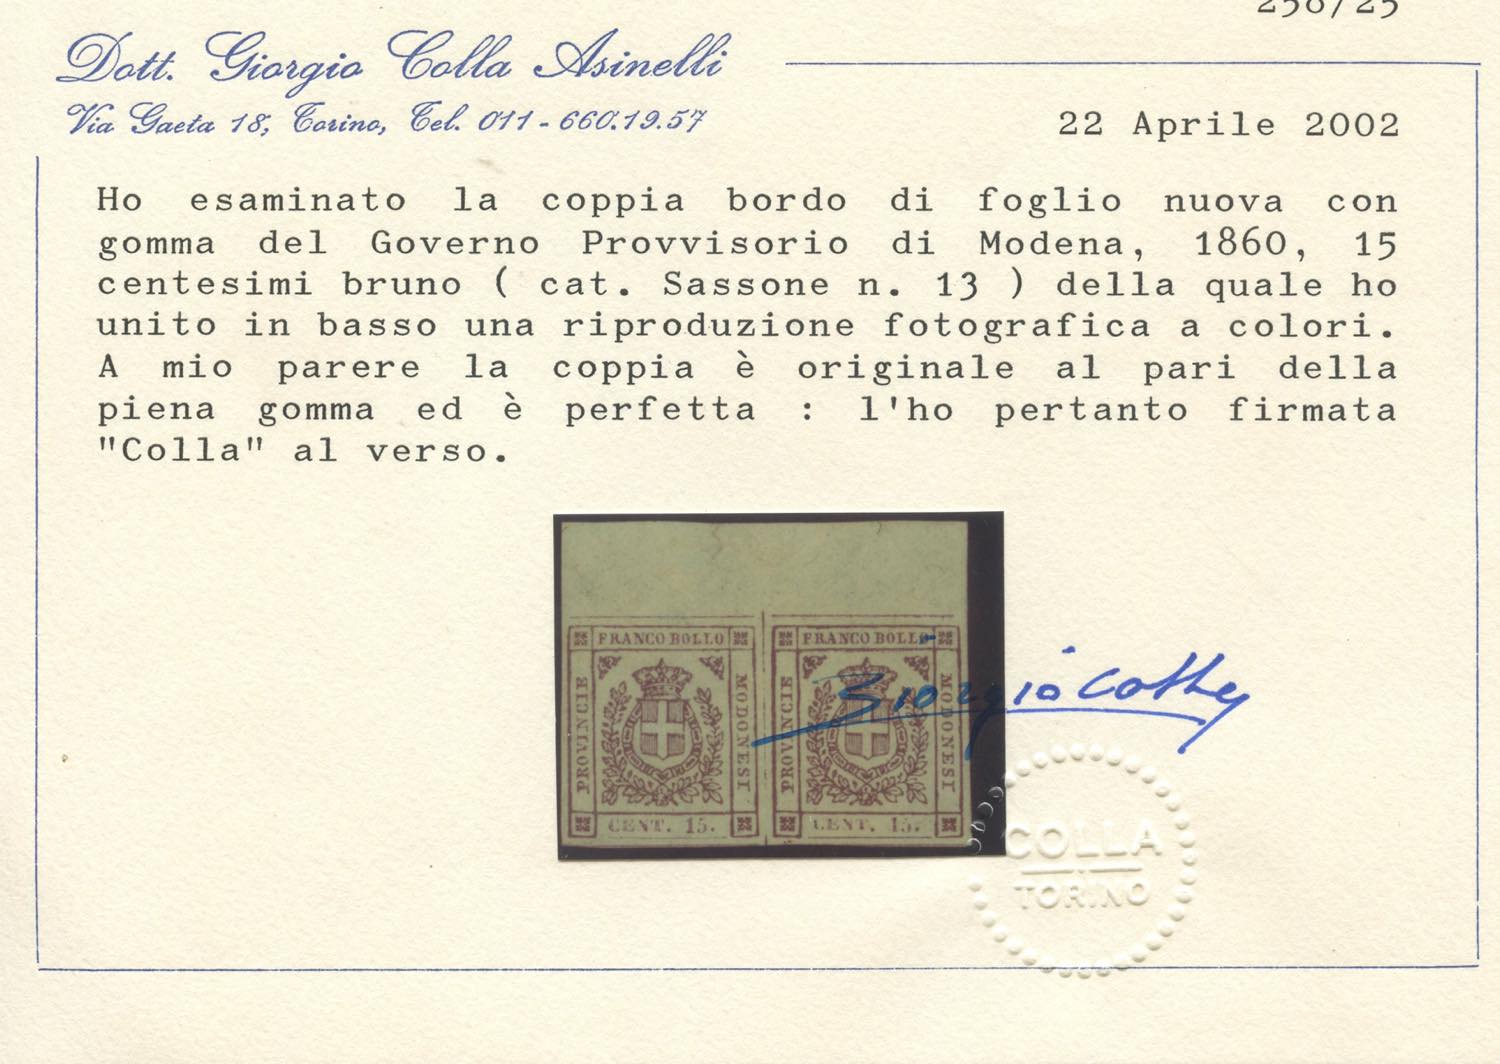 Dott. Giorgio Colla Asinelli
Via Gaeta 18, Torino, Tel. 011 - 660.19.57
22 Aprile 2002
Ho esaminato la coppia bordo di foglio nuova con
gomma del Governo Provvisorio di Modena, 1860, 15
centesimi bruno ( cat. Sassone n. 13 ) della quale ho
unito in basso una riproduzione fotografica a colori.
A mio parere la coppia è originale al pari della
piena gomma ed è perfetta : l'ho pertanto firmata
"Colla" al verso.
FRANCO BOLLO
PROVINCIE
MODONESI
CENT. 15.
FRANCO BOLLO
PROVINCIE
MODONESI
CENT. 15.
Giorgio Colla
COLLA
TORINO